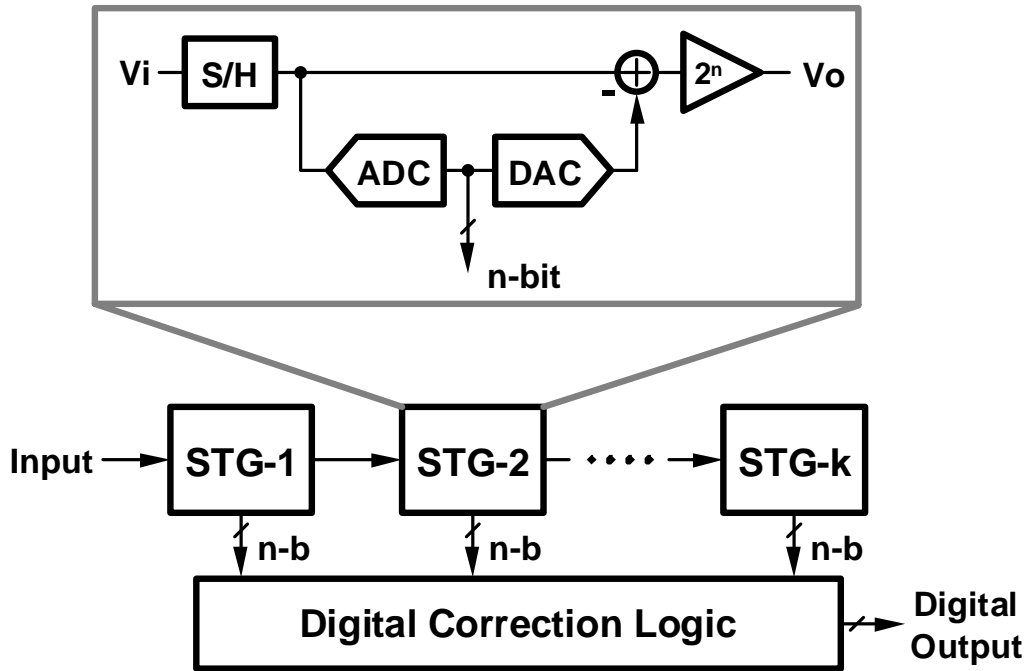 Vi
S/H
-
2ⁿ
Vo
ADC
DAC
n-bit
Input
STG-1
STG-2
STG-k
n-b
n-b
n-b
Digital Correction Logic
Digital
Output